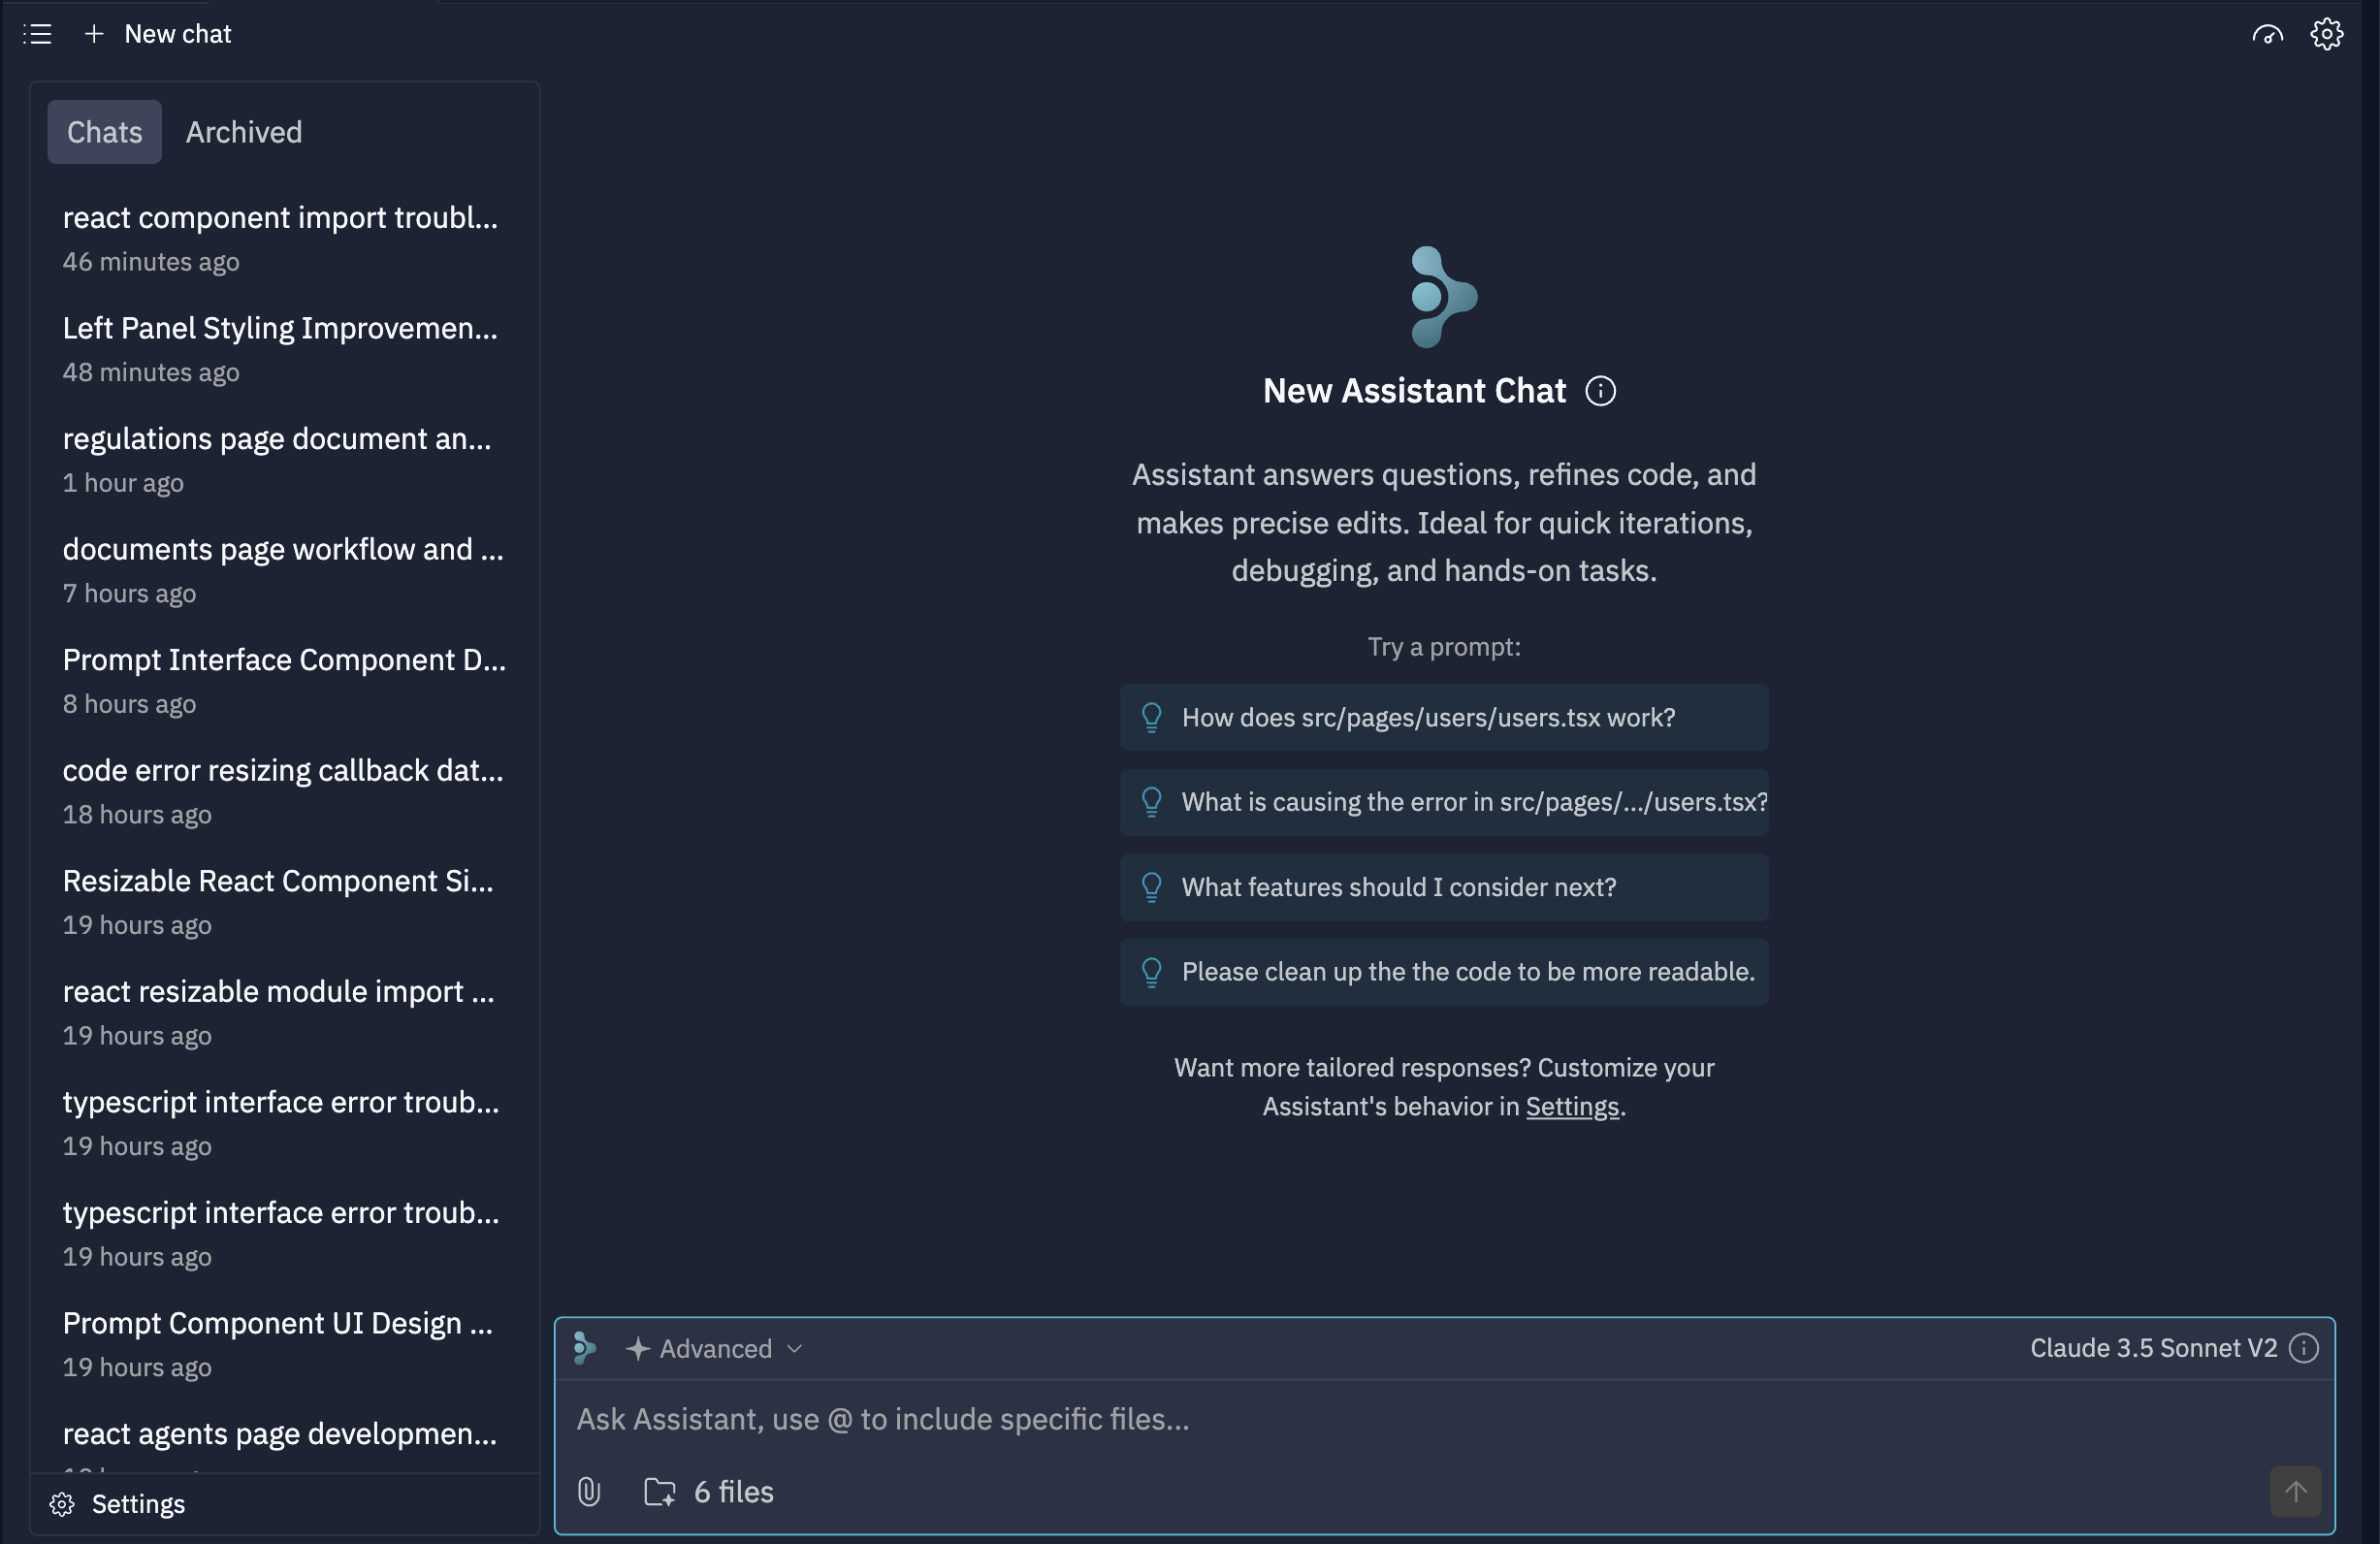 New chat
Chats
Archived
react component import troubl...
46 minutes ago
Left Panel Styling Improvemen...
48 minutes ago
regulations page document an...
1 hour ago
documents page workflow and ...
7 hours ago
Prompt Interface Component D...
8 hours ago
code error resizing callback dat...
18 hours ago
Resizable React Component Si...
19 hours ago
react resizable module import ...
19 hours ago
typescript interface error troub...
19 hours ago
typescript interface error troub...
19 hours ago
Prompt Component UI Design ...
19 hours ago
react agents page developmen...
Settings
New Assistant Chat
Assistant answers questions, refines code, and
makes precise edits. Ideal for quick iterations,
debugging, and hands-on tasks.
Try a prompt:
How does src/pages/users/users.tsx work?
What is causing the error in src/pages/.../users.tsx?
What features should I consider next?
Please clean up the the code to be more readable.
Want more tailored responses? Customize your
Assistant's behavior in Settings.
Advanced
Claude 3.5 Sonnet V2
Ask Assistant, use @ to include specific files...
6 files